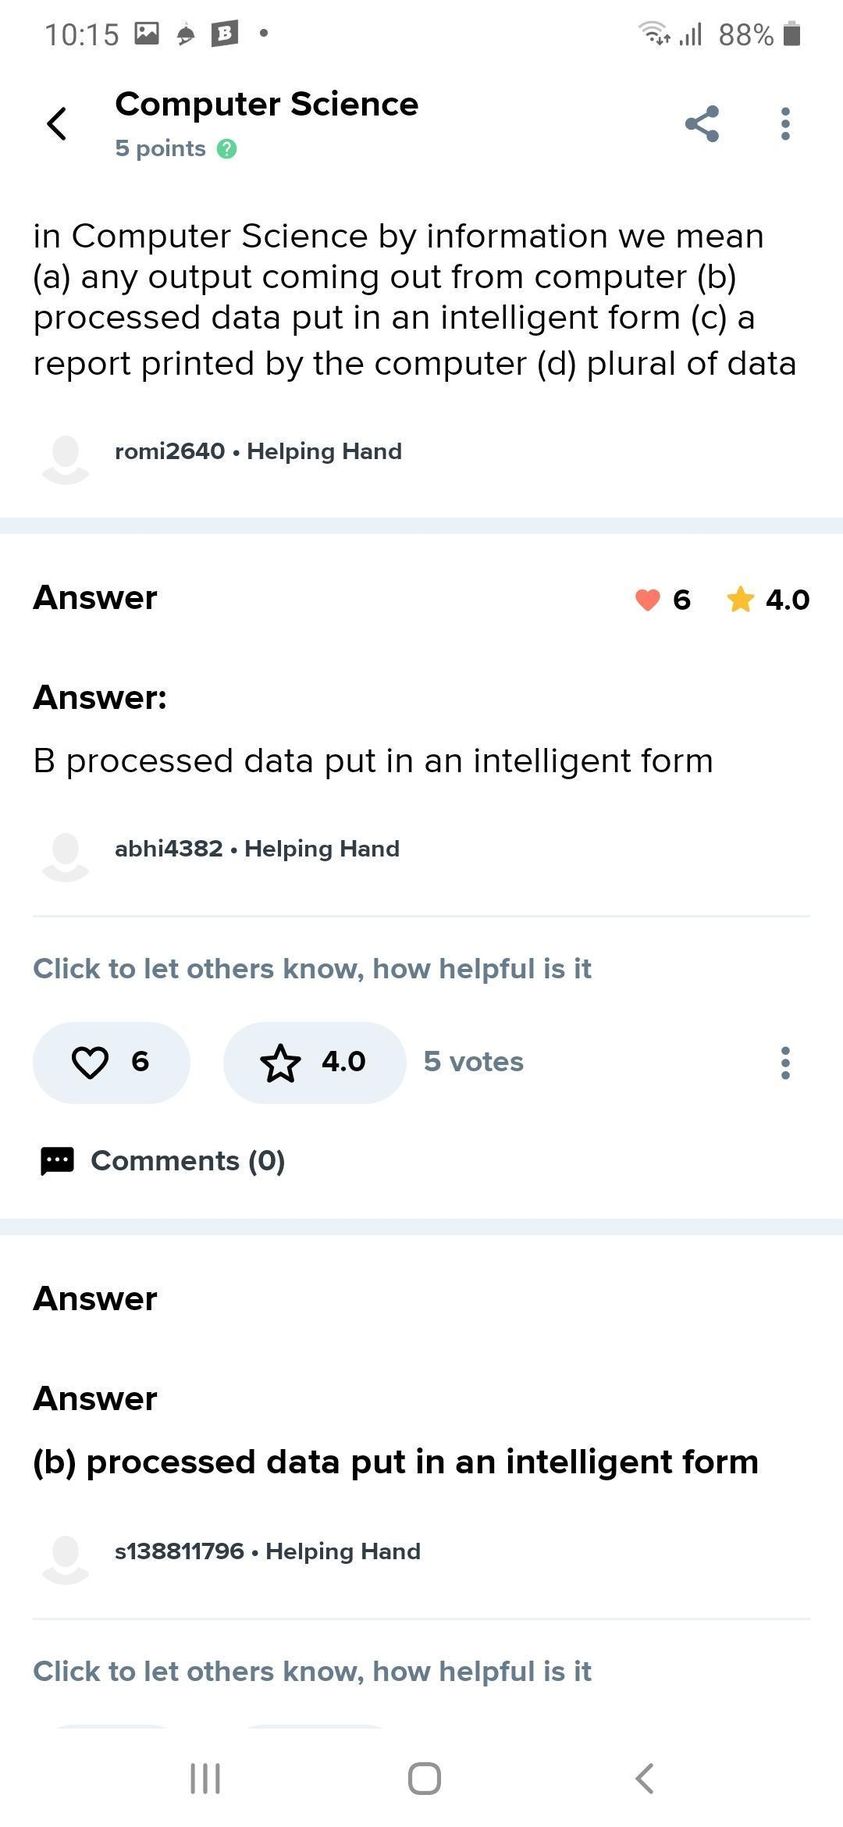 10:15 B 88%
Computer Science
5 points ?
in Computer Science by information we mean
(a) any output coming out from computer (b)
processed data put in an intelligent form (c) a
report printed by the computer (d) plural of data
romi2640 • Helping Hand
Answer 6 4.0
Answer:
B processed data put in an intelligent form
abhi4382 • Helping Hand
Click to let others know, how helpful is it
6 4.0 5 votes
Comments (0)
Answer
Answer
(b) processed data put in an intelligent form
s138811796 • Helping Hand
Click to let others know, how helpful is it